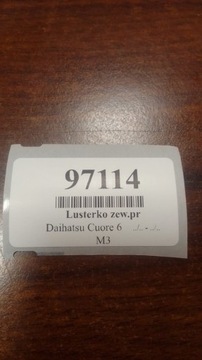 97114
Lusterko zew.pr
Daihatsu Cuore 6 ../.. - ../..
M3